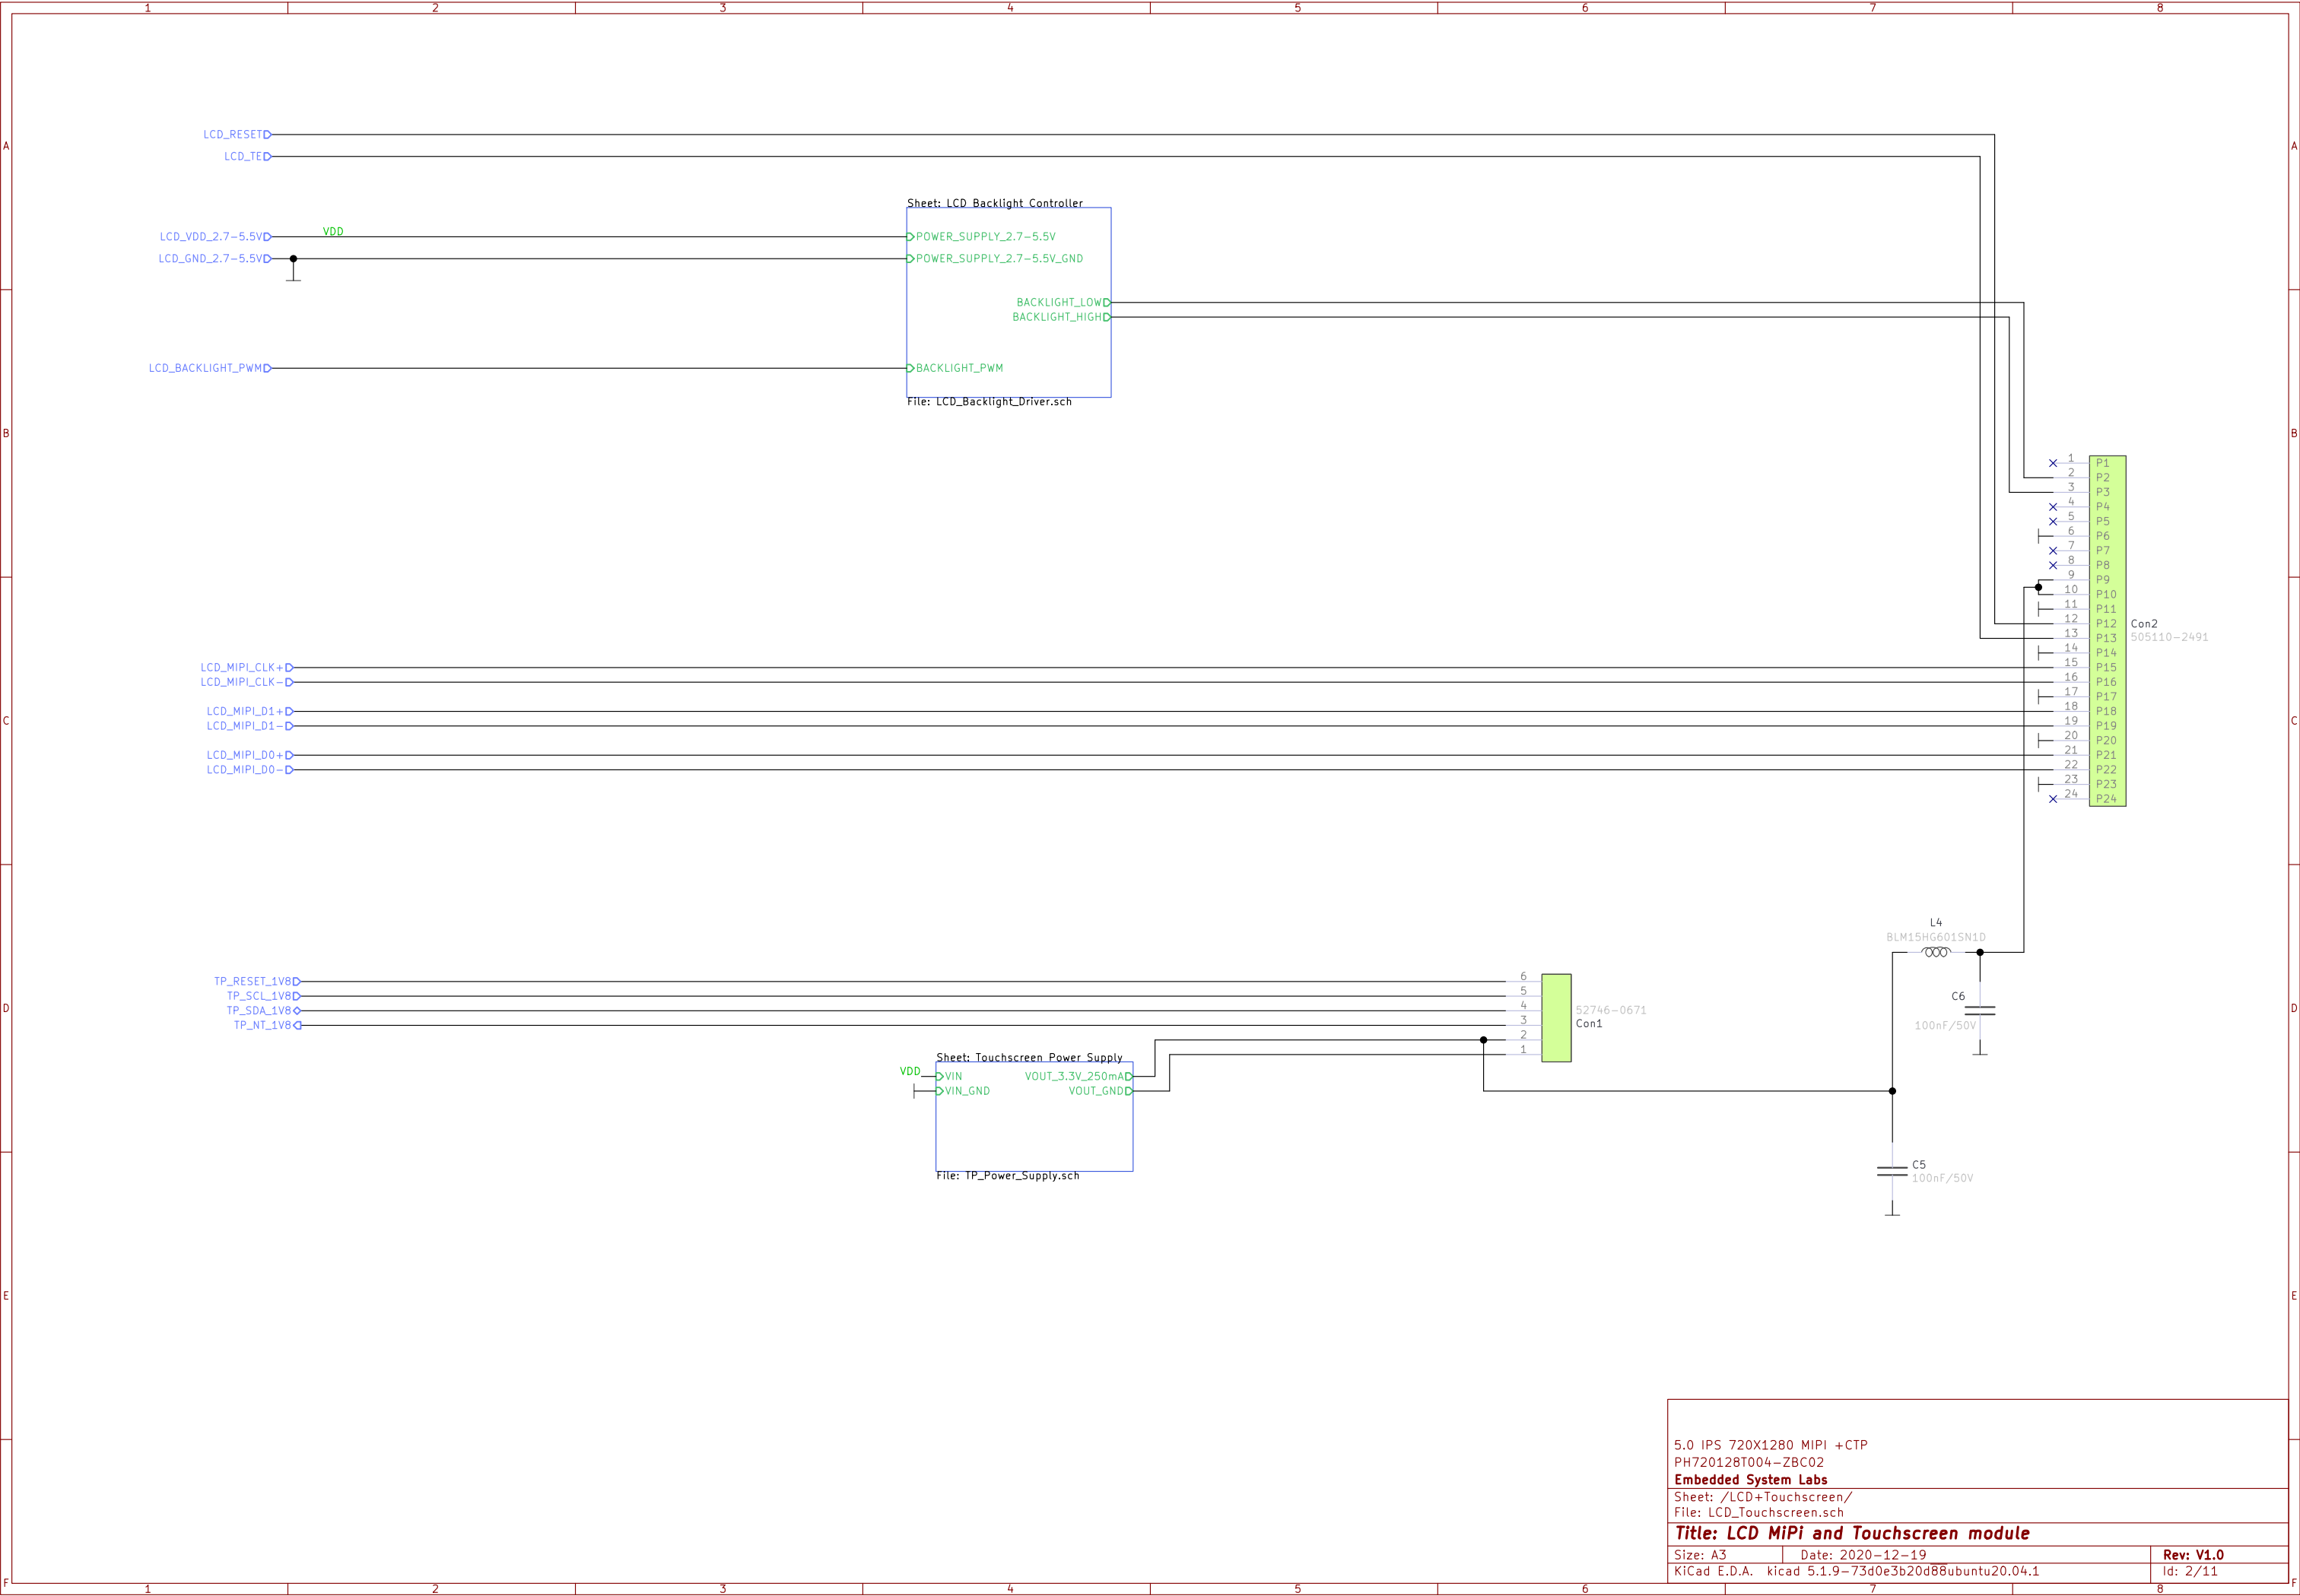 1 2 3 4 5 6 7 8
LCD_RESET
A A
LCD_TE
Sheet: LCD Backlight Controller
LCD_VDD_2.7-5.5V VDD POWER_SUPPLY_2.7-5.5V
LCD_GND_2.7-5.5V POWER_SUPPLY_2.7-5.5V_GND
BACKLIGHT_LOW
BACKLIGHT_HIGH
LCD_BACKLIGHT_PWM BACKLIGHT_PWM
File: LCD_Backlight_Driver.sch
B B
1 P1
2 P2
3 P3
4 P4
5 P5
6 P6
7 P7
8 P8
9 P9
10 P10
11 P11
12 P12 Con2
13 P13 505110-2491
14 P14
LCD_MIPI_CLK+ 15 P15
LCD_MIPI_CLK- 16 P16
17 P17
LCD_MIPI_D1+ 18 P18
C C
LCD_MIPI_D1- 19 P19
20 P20
LCD_MIPI_D0+ 21 P21
LCD_MIPI_D0- 22 P22
23 P23
24 P24
L4
BLM15HG601SN1D
TP_RESET_1V8 6
TP_SCL_1V8 5 C6
D D
TP_SDA_1V8 4 52746-0671
TP_NT_1V8 3 Con1 100nF/50V
2
1
Sheet: Touchscreen Power Supply
VDD VIN VOUT_3.3V_250mA
VIN_GND VOUT_GND
C5
100nF/50V
File: TP_Power_Supply.sch
E E
5.0 IPS 720X1280 MIPI +CTP
PH720128T004-ZBC02
Embedded System Labs
Sheet: /LCD+Touchscreen/
File: LCD_Touchscreen.sch
Title: LCD MiPi and Touchscreen module
Size: A3 Date: 2020-12-19 Rev: V1.0
KiCad E.D.A. kicad 5.1.9-73d0e3b20d88ubuntu20.04.1 Id: 2/11
F F
1 2 3 4 5 6 7 8